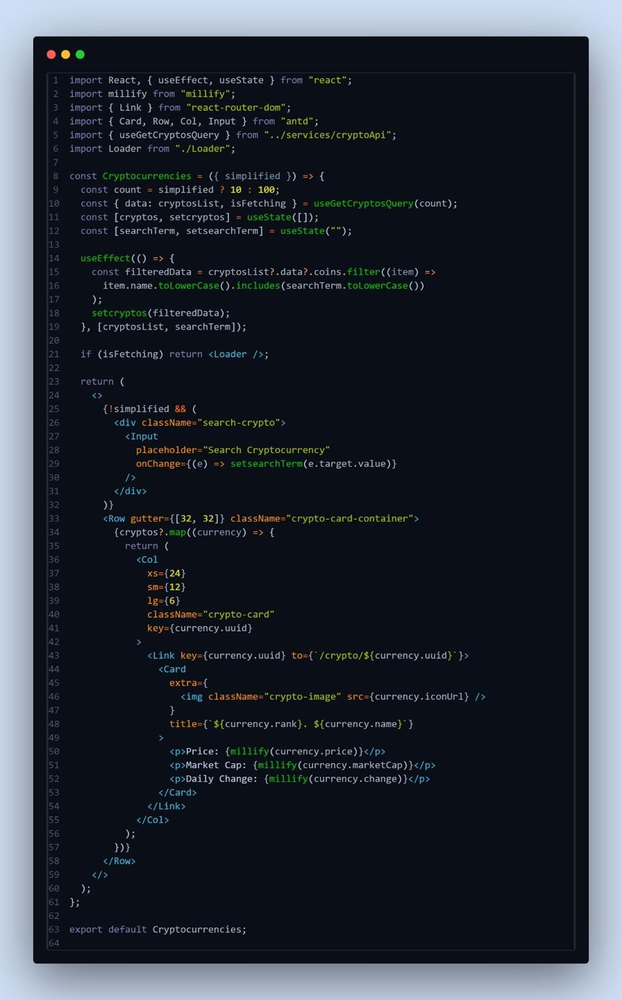 1 import React, { useEffect, useState } from "react";
2 import millify from "millify";
3 import { Link } from "react-router-dom";
4 import { Card, Row, Col, Input } from "antd";
5 import { useGetCryptosQuery } from "../services/cryptoApi";
6 import Loader from "./Loader";
7
8 const Cryptocurrencies = ({ simplified }) => {
9   const count = simplified ? 10 : 100;
10   const { data: cryptosList, isFetching } = useGetCryptosQuery(count);
11   const [cryptos, setcryptos] = useState([]);
12   const [searchTerm, setsearchTerm] = useState("");
13
14   useEffect(() => {
15     const filteredData = cryptosList?.data?.coins.filter((item) =>
16       item.name.toLowerCase().includes(searchTerm.toLowerCase())
17     );
18     setcryptos(filteredData);
19   }, [cryptosList, searchTerm]);
20
21   if (isFetching) return <Loader />;
22
23   return (
24     <>
25       {!simplified && (
26         <div className="search-crypto">
27           <Input
28             placeholder="Search Cryptocurrency"
29             onChange={(e) => setsearchTerm(e.target.value)}
30           />
31         </div>
32       )}
33       <Row gutter={[32, 32]} className="crypto-card-container">
34         {cryptos?.map((currency) => {
35           return (
36             <Col
37               xs={24}
38               sm={12}
39               lg={6}
40               className="crypto-card"
41               key={currency.uuid}
42             >
43               <Link key={currency.uuid} to={`/crypto/${currency.uuid}`}>
44                 <Card
45                   extra={
46                     <img className="crypto-image" src={currency.iconUrl} />
47                   }
48                   title={`${currency.rank}. ${currency.name}`}
49                 >
50                   <p>Price: {millify(currency.price)}</p>
51                   <p>Market Cap: {millify(currency.marketCap)}</p>
52                   <p>Daily Change: {millify(currency.change)}</p>
53                 </Card>
54               </Link>
55             </Col>
56           );
57         })}
58       </Row>
59     </>
60   );
61 };
62
63 export default Cryptocurrencies;
64